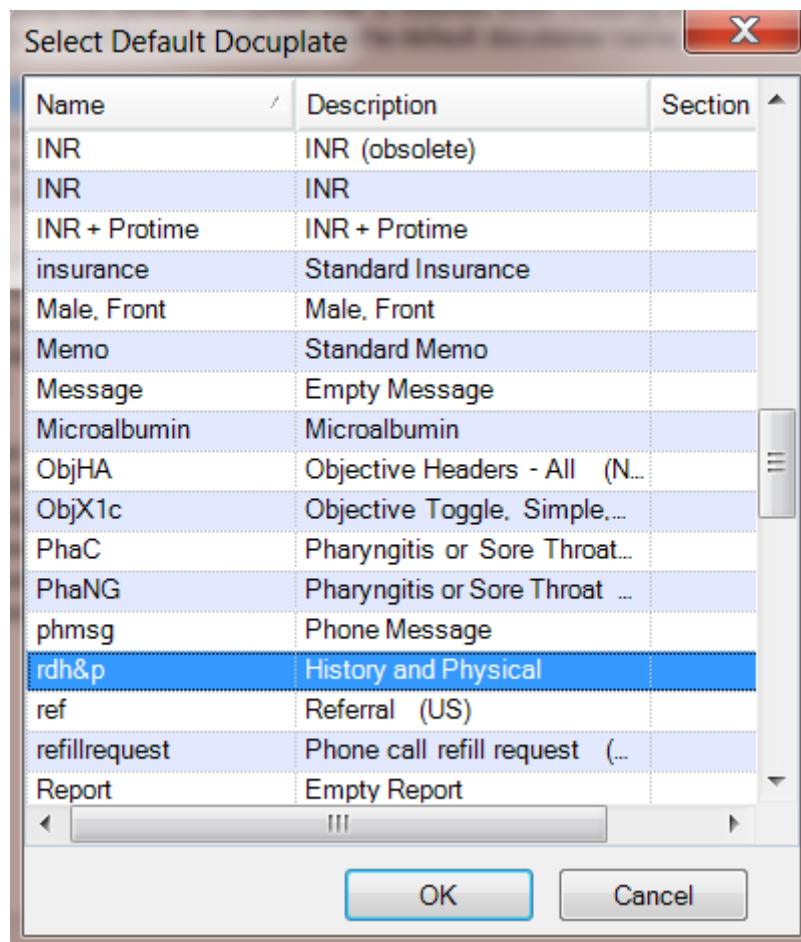 Select Default Docuplate
Name Description Section
INR INR (obsolete)
INR INR
INR + Protime INR + Protime
insurance Standard Insurance
Male, Front Male, Front
Memo Standard Memo
Message Empty Message
Microalbumin Microalbumin
ObjHA Objective Headers - All (N...
ObjX1c Objective Toggle, Simple,...
PhaC Pharyngitis or Sore Throat...
PhaNG Pharyngitis or Sore Throat ...
phmsg Phone Message
rdh&p History and Physical
ref Referral (US)
refillrequest Phone call refill request (...
Report Empty Report
OK Cancel